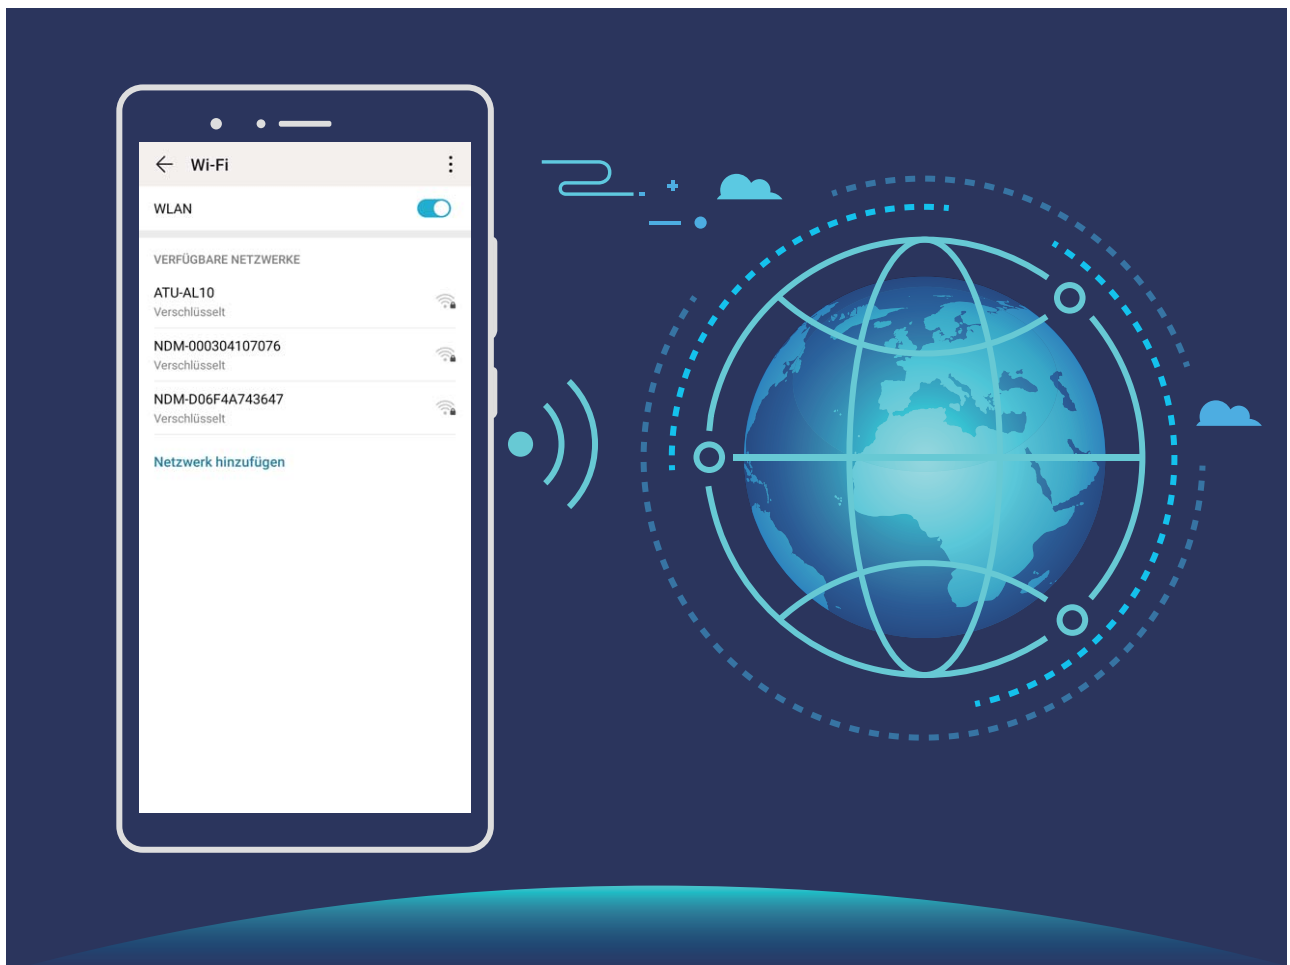 Wi-Fi
WLAN
VERFÜGBARE NETZWERKE
ATU-AL10
Verschlüsselt
NDM-000304107076
Verschlüsselt
NDM-D06F4A743647
Verschlüsselt
Netzwerk hinzufügen